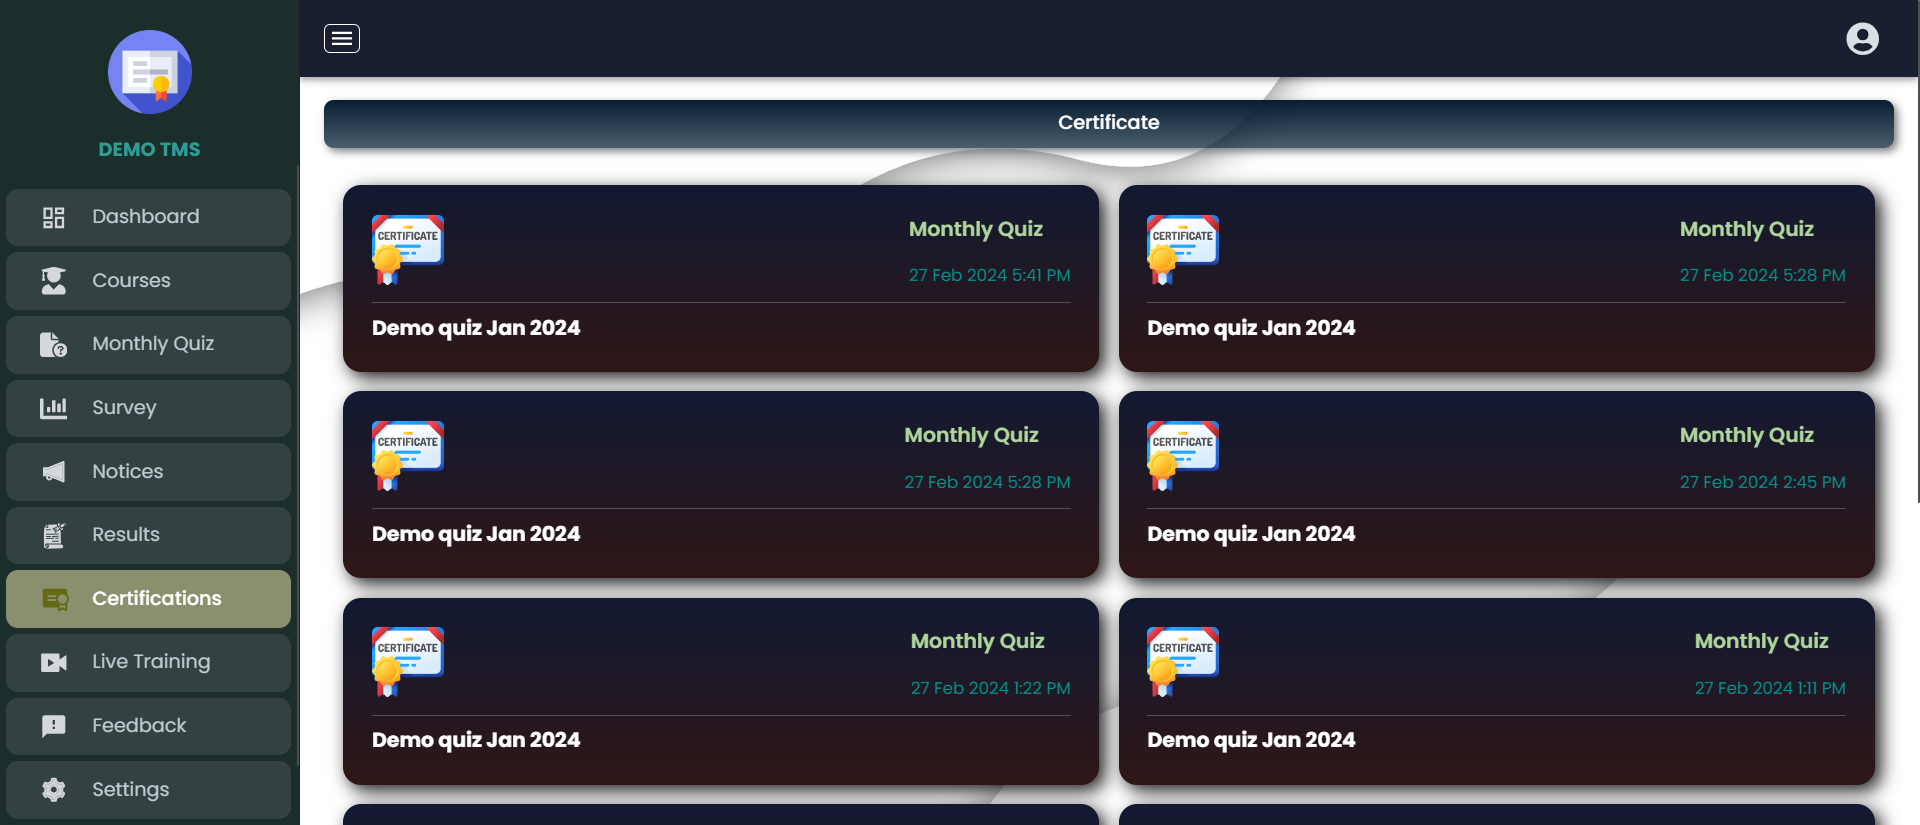 DEMO TMS
Dashboard
Courses
Monthly Quiz
Survey
Notices
Results
Certifications
Live Training
Feedback
Settings
Certificate
CERTIFICATE
Monthly Quiz
27 Feb 2024 5:41 PM
Demo quiz Jan 2024
CERTIFICATE
Monthly Quiz
27 Feb 2024 5:28 PM
Demo quiz Jan 2024
CERTIFICATE
Monthly Quiz
27 Feb 2024 5:28 PM
Demo quiz Jan 2024
CERTIFICATE
Monthly Quiz
27 Feb 2024 2:45 PM
Demo quiz Jan 2024
CERTIFICATE
Monthly Quiz
27 Feb 2024 1:22 PM
Demo quiz Jan 2024
CERTIFICATE
Monthly Quiz
27 Feb 2024 1:11 PM
Demo quiz Jan 2024